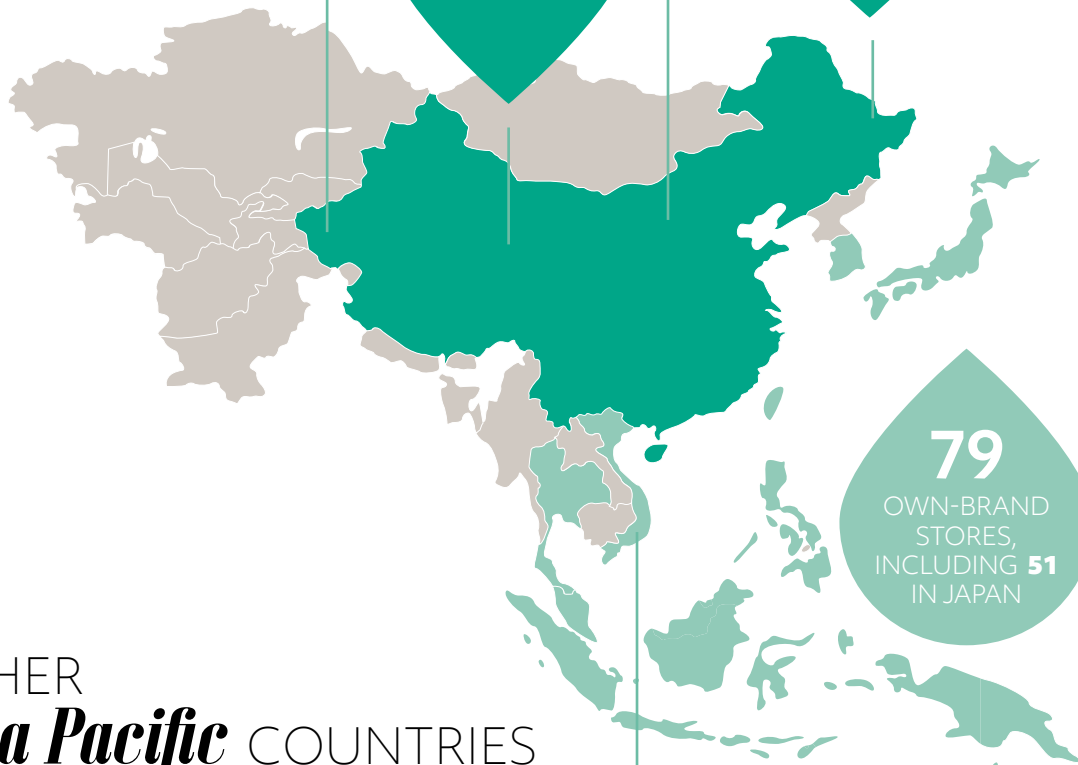 79
OWN-BRAND
STORES,
INCLUDING 51
IN JAPAN
HER
a Pacific COUNTRIES